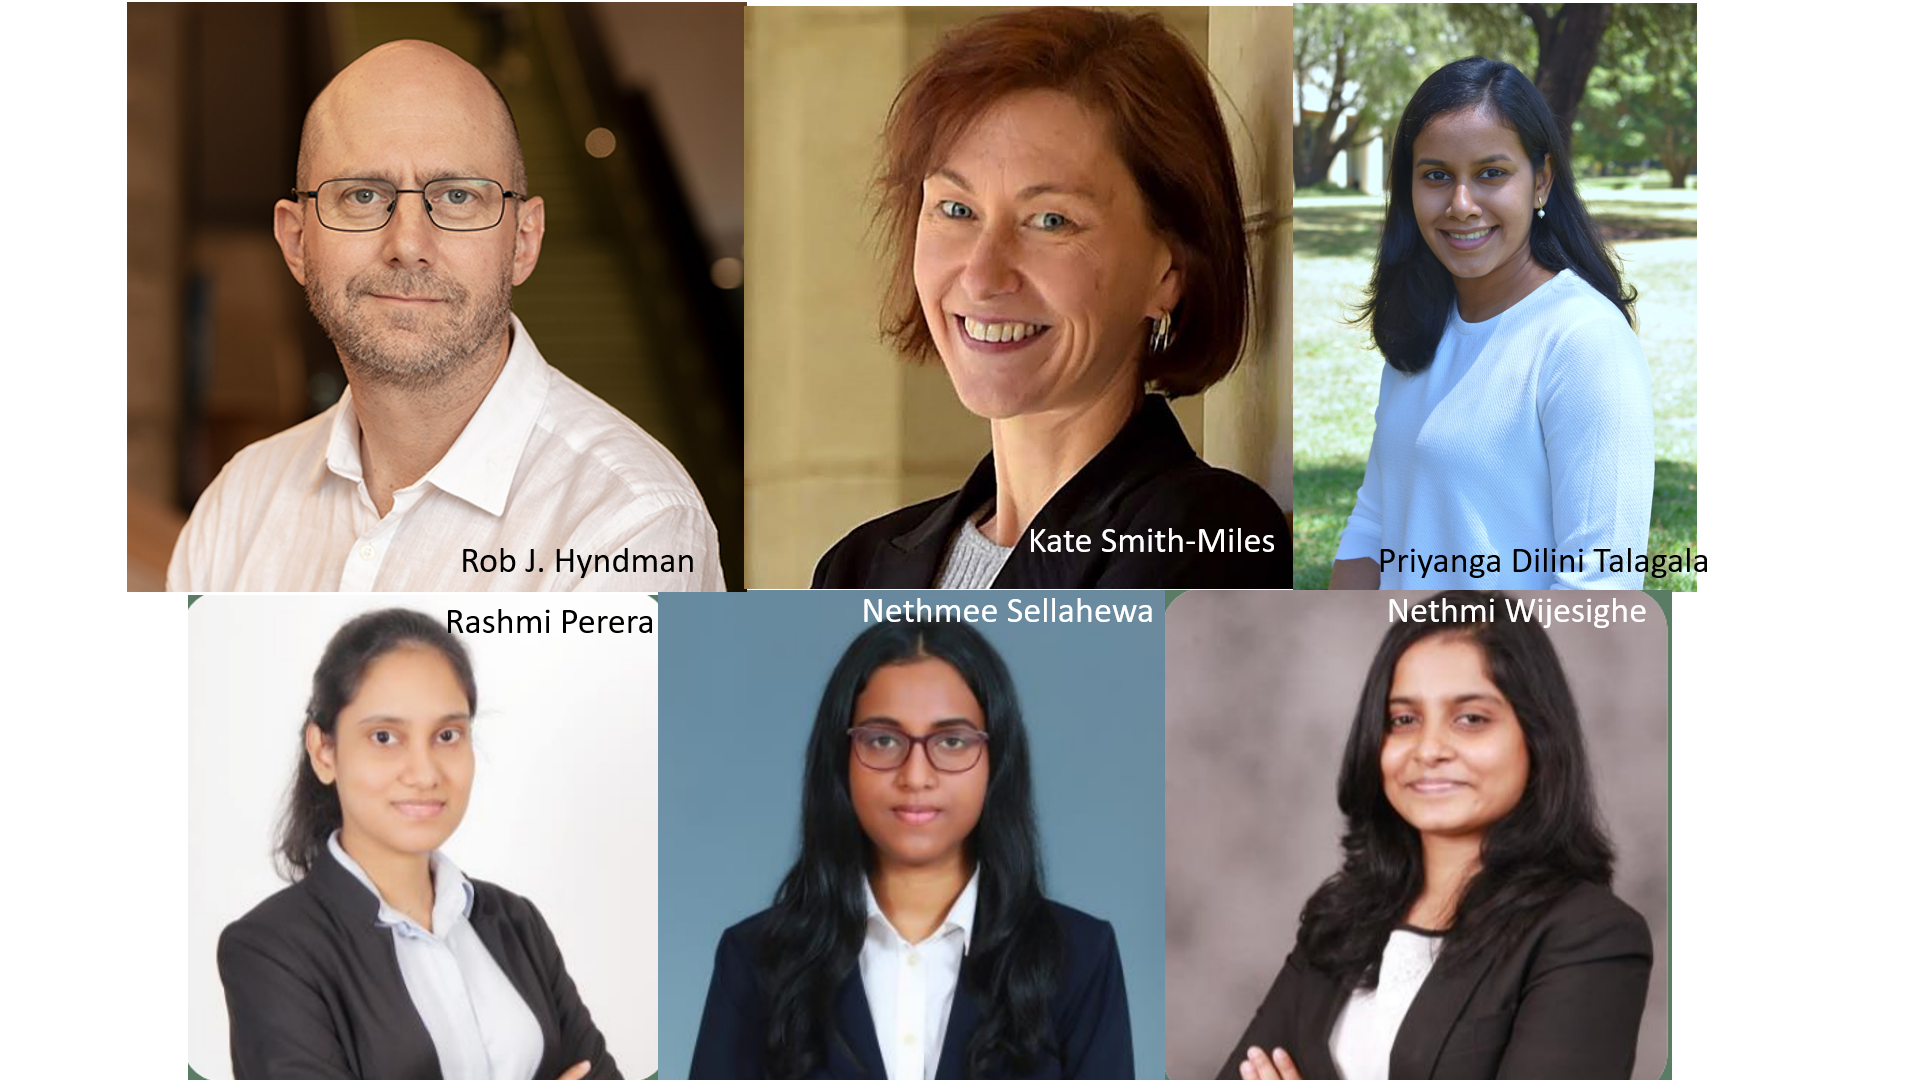 Rob J. Hyndman
Kate Smith-Miles
Priyanga Dilini Talagala
Rashmi Perera
Nethmee Sellahewa
Nethmi Wijesighe